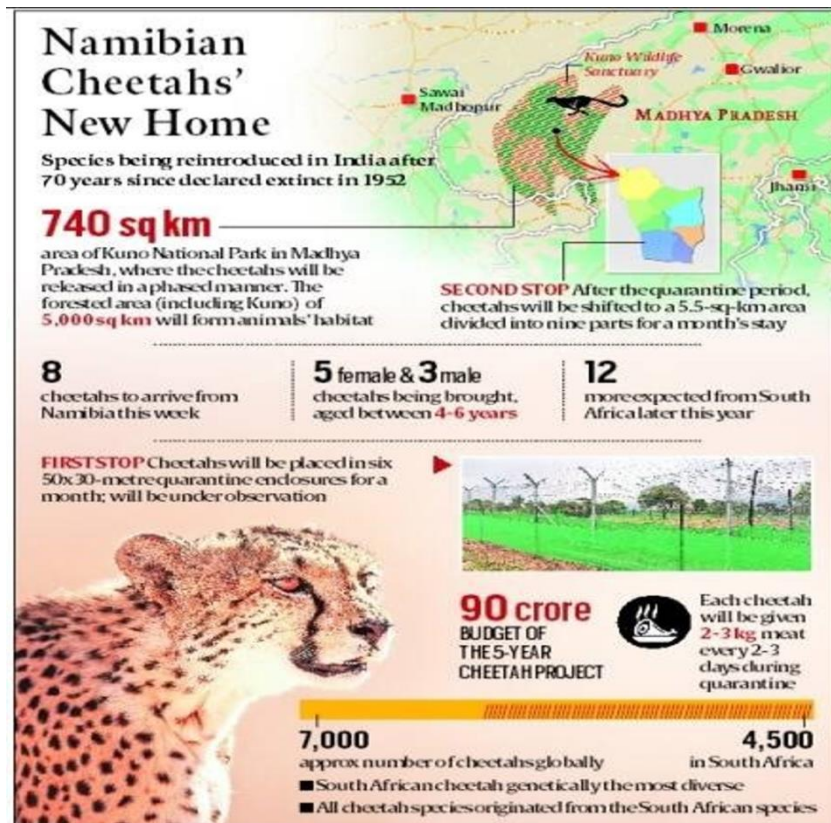 Namibian
Cheetahs'
New Home
Species being reintroduced in India after
70 years since declared extinct in 1952
Morena
Kuno Wildlife
Sanctuary
Gwalior
Sawai
Madhopur
MADHYA PRADESH
Jhansi
740 sq km
area of Kuno National Park in Madhya
Pradesh, where the cheetahs will be
released in a phased manner. The
forested area (including Kuno) of
5,000 sq km will form animals' habitat
SECOND STOP After the quarantine period,
cheetahs will be shifted to a 5.5-sq-km area
divided into nine parts for a month's stay
8
cheetahs to arrive from
Namibia this week
5 female & 3 male
cheetahs being brought,
aged between 4-6 years
12
more expected from South
Africa later this year
FIRST STOP Cheetahs will be placed in six
50x30-metre quarantine enclosures for a
month; will be under observation
90 crore
BUDGET OF
THE 5-YEAR
CHEETAH PROJECT
Each cheetah
will be given
2-3 kg meat
every 2-3
days during
quarantine
7,000
approx number of cheetahs globally
4,500
in South Africa
■ South African cheetah genetically the most diverse
■ All cheetah species originated from the South African species